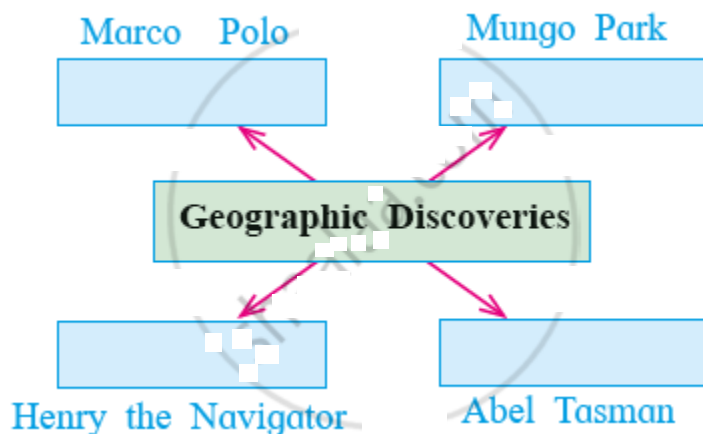 Marco Polo
Mungo Park
Geographic Discoveries
Henry the Navigator
Abel Tasman